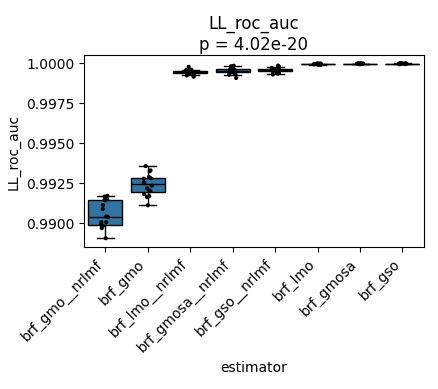 LL_roc_auc
p = 4.02e-20
1.0000
0.9975
0.9950
0.9925
0.9900
LL_roc_auc
brf_gmo__nrlmf
brf_gmo
brf_lmo__nrlmf
brf_gmosa__nrlmf
brf_gso__nrlmf
brf_lmo
brf_gmosa
brf_gso
estimator